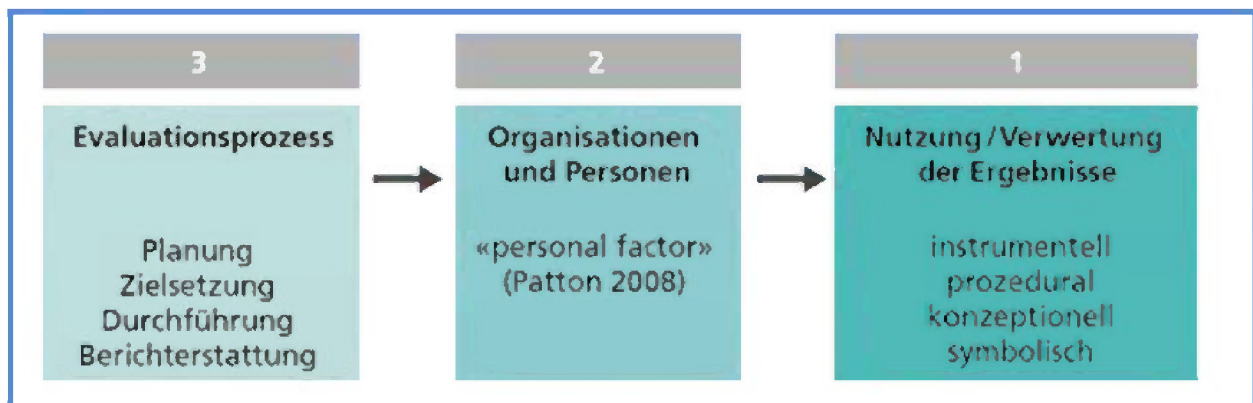 3
Evaluationsprozess
Planung
Zielsetzung
Durchführung
Berichterstattung
2
Organisationen
und Personen
«personal factor»
(Patton 2008)
1
Nutzung/Verwertung
der Ergebnisse
instrumentell
prozedural
konzeptionell
symbolisch